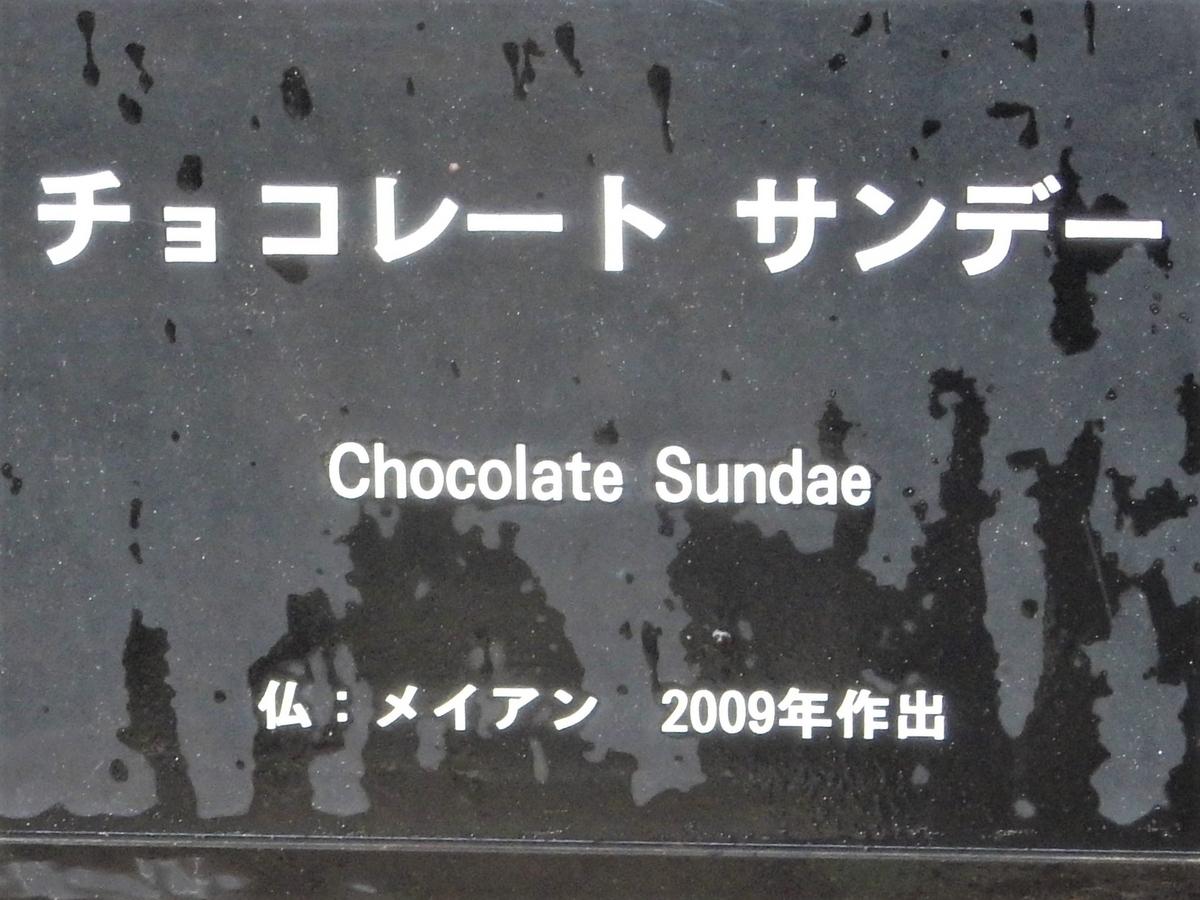 チョコレート サンデー
Chocolate Sundae
仏：メイアン　2009年作出